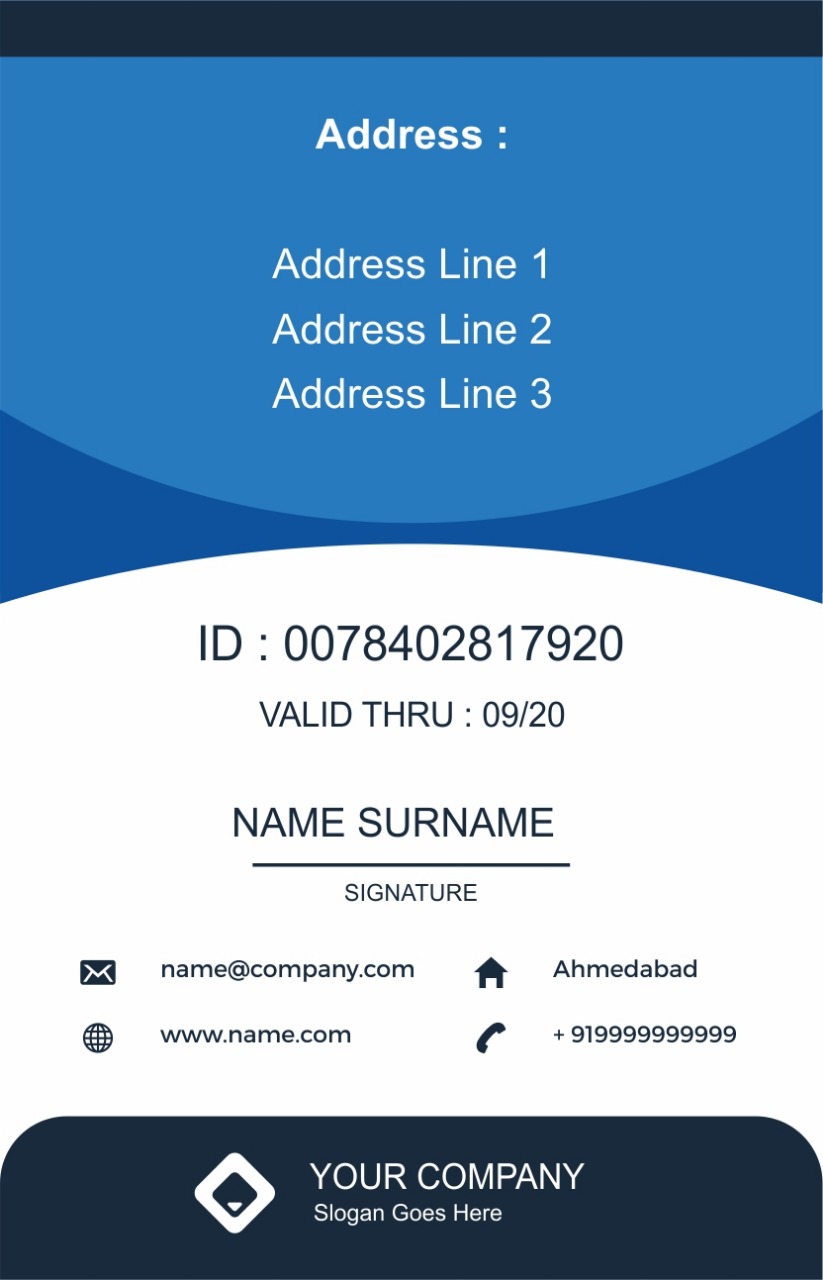 Address :
Address Line 1
Address Line 2
Address Line 3
ID : 0078402817920
VALID THRU : 09/20
NAME SURNAME
SIGNATURE
name@company.com
Ahmedabad
www.name.com
+ 919999999999
YOUR COMPANY
Slogan Goes Here